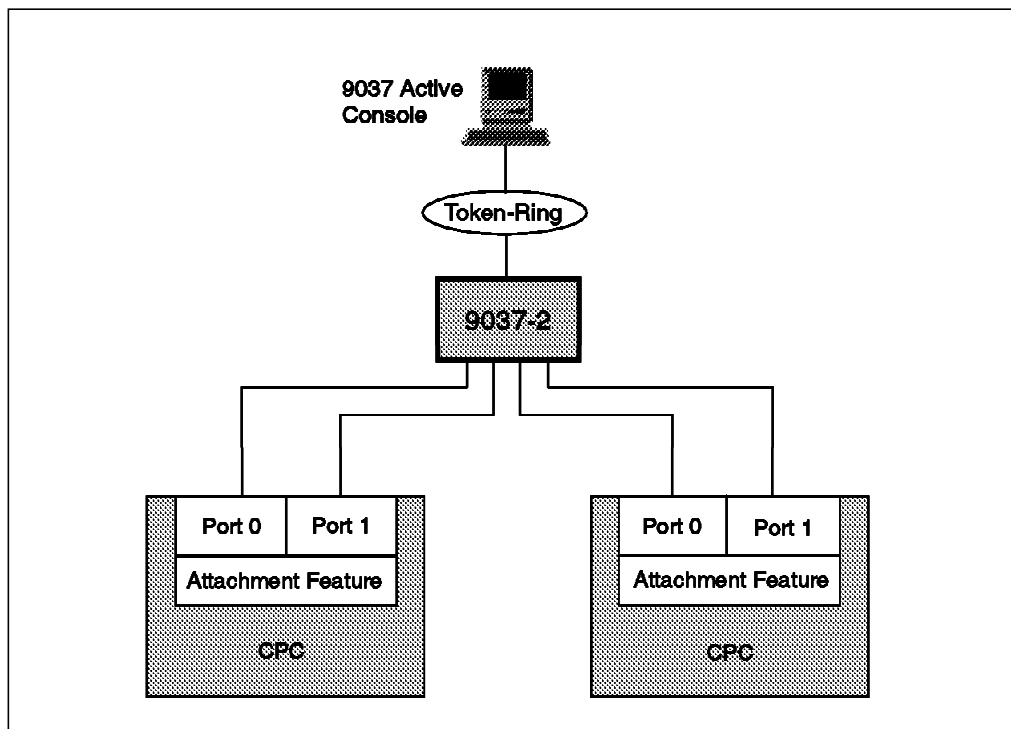 9037 Active
Console
Token-Ring
9037-2
Port 0
Port 1
Attachment Feature
CPC
Port 0
Port 1
Attachment Feature
CPC